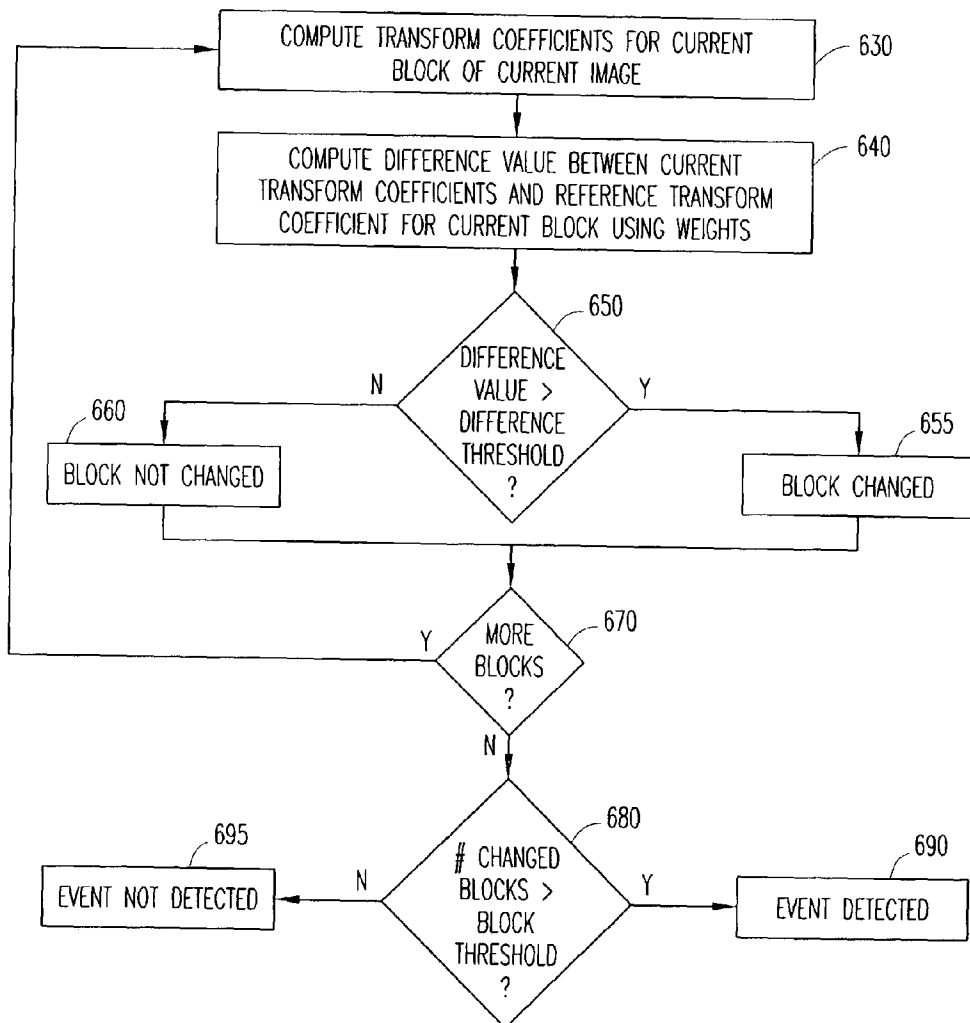 COMPUTE TRANSFORM COEFFICIENTS FOR CURRENT
BLOCK OF CURRENT IMAGE
630
COMPUTE DIFFERENCE VALUE BETWEEN CURRENT
TRANSFORM COEFFICIENTS AND REFERENCE TRANSFORM
COEFFICIENT FOR CURRENT BLOCK USING WEIGHTS
640
650
DIFFERENCE
VALUE >
DIFFERENCE
THRESHOLD
?
N
Y
660
BLOCK NOT CHANGED
655
BLOCK CHANGED
670
MORE
BLOCKS
?
Y
N
680
# CHANGED
BLOCKS >
BLOCK
THRESHOLD
?
N
Y
695
EVENT NOT DETECTED
690
EVENT DETECTED